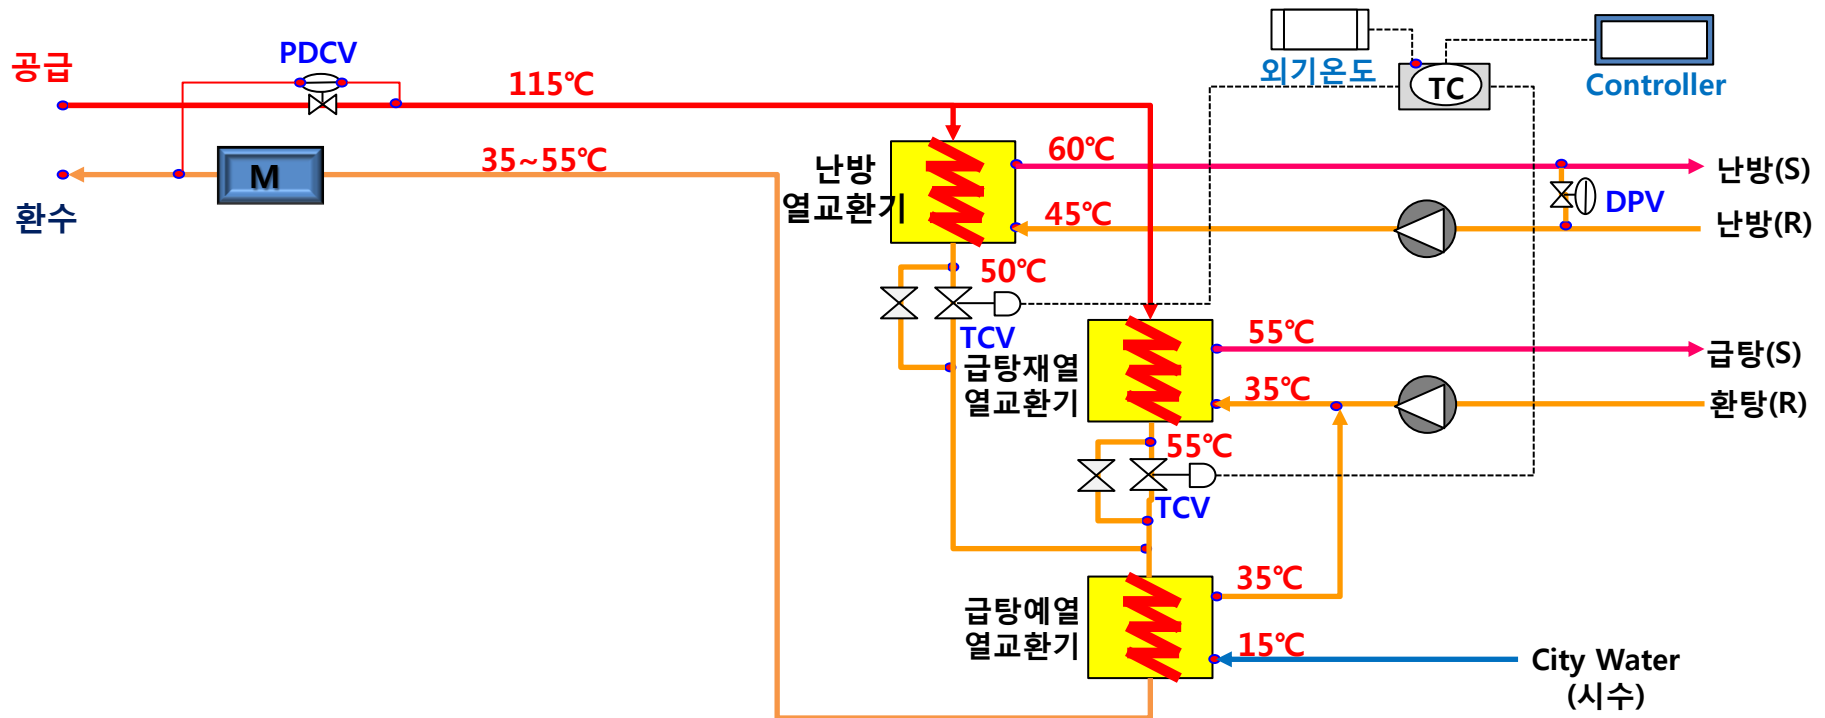 공급
PDCV
115℃
외기온도
TC
Controller
환수
M
35~55℃
난방
열교환기
60℃
난방(S)
DPV
45℃
난방(R)
50℃
TCV
급탕재열
열교환기
55℃
급탕(S)
35℃
환탕(R)
55℃
TCV
급탕예열
열교환기
35℃
15℃
City Water
(시수)